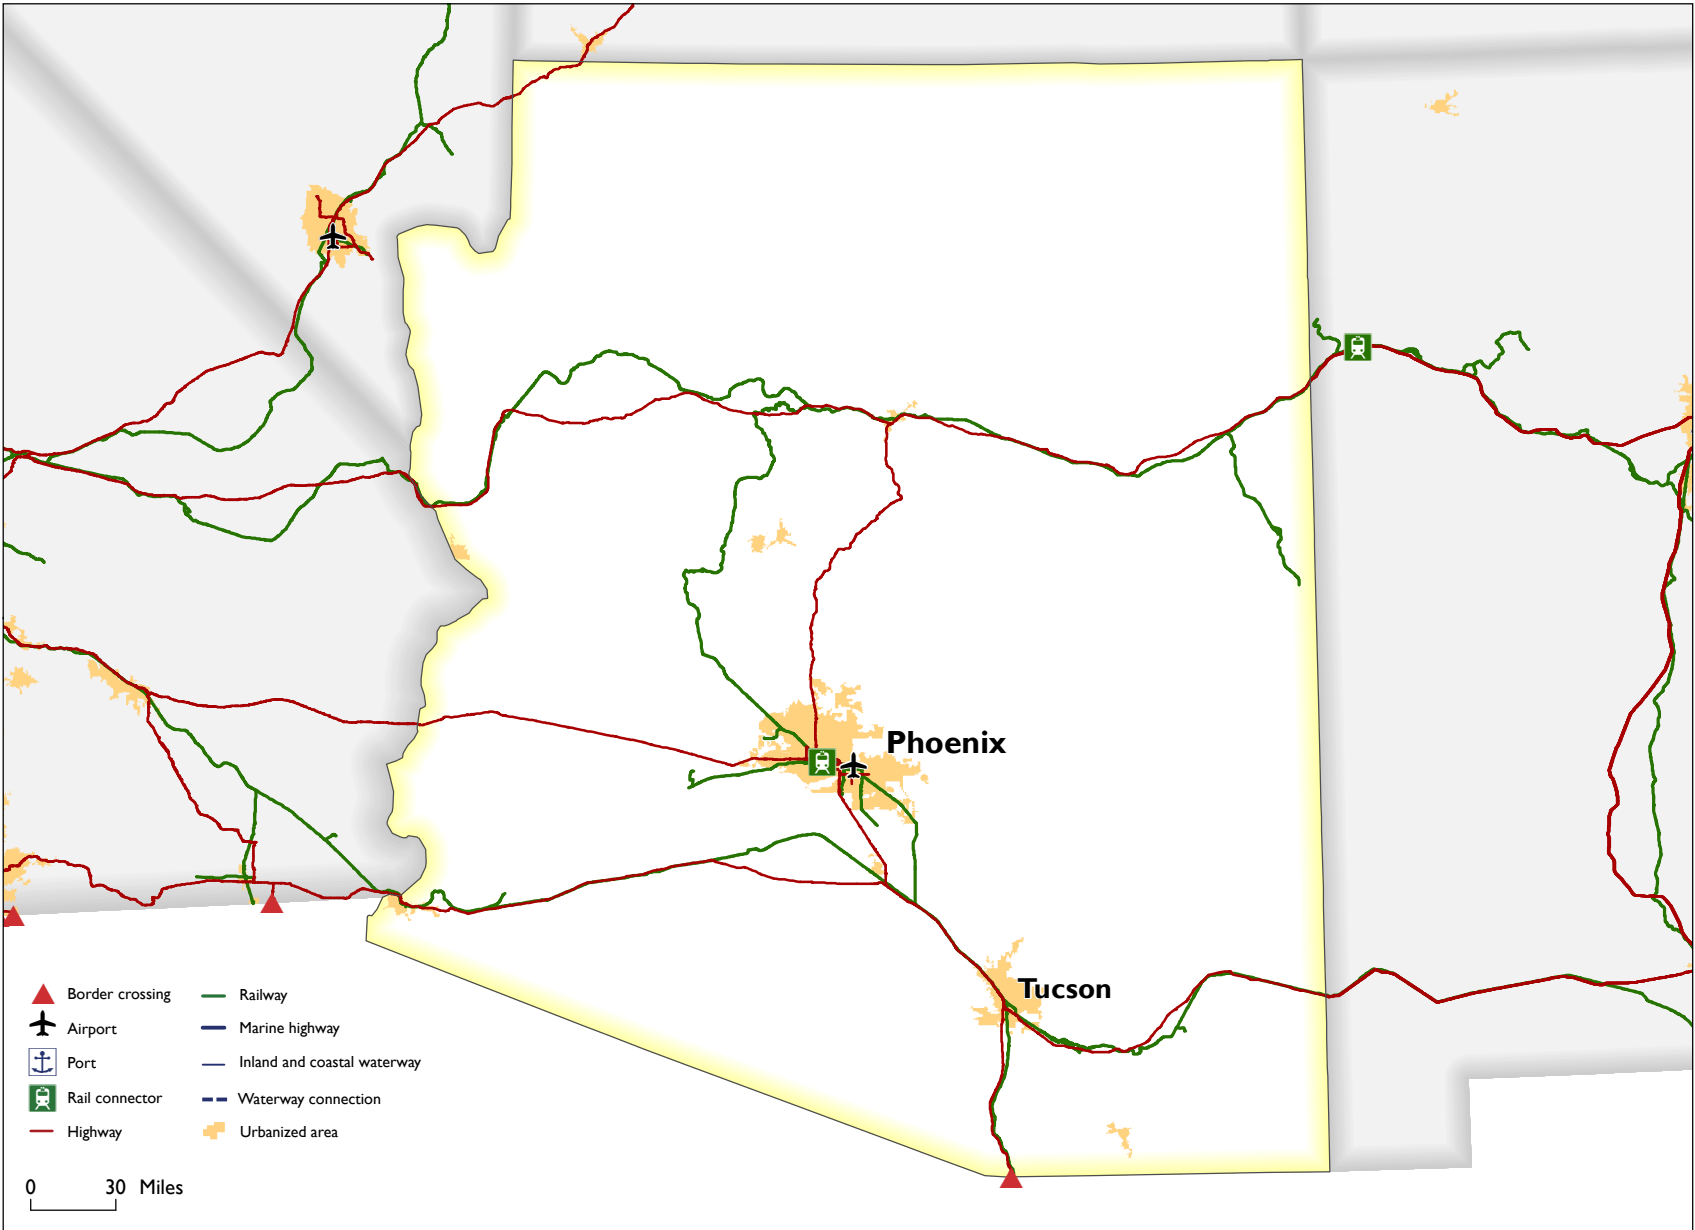 Phoenix
Tucson
Border crossing
Railway
Airport
Marine highway
Port
Inland and coastal waterway
Rail connector
Waterway connection
Highway
Urbanized area
0 30 Miles